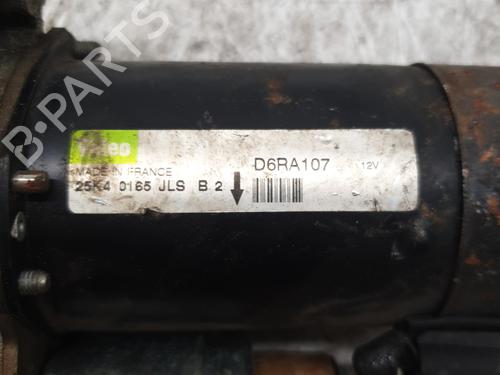 B-PARTS
Valeo
MADE IN FRANCE
25K4 0165 JLS B 2
D6RA107
12V